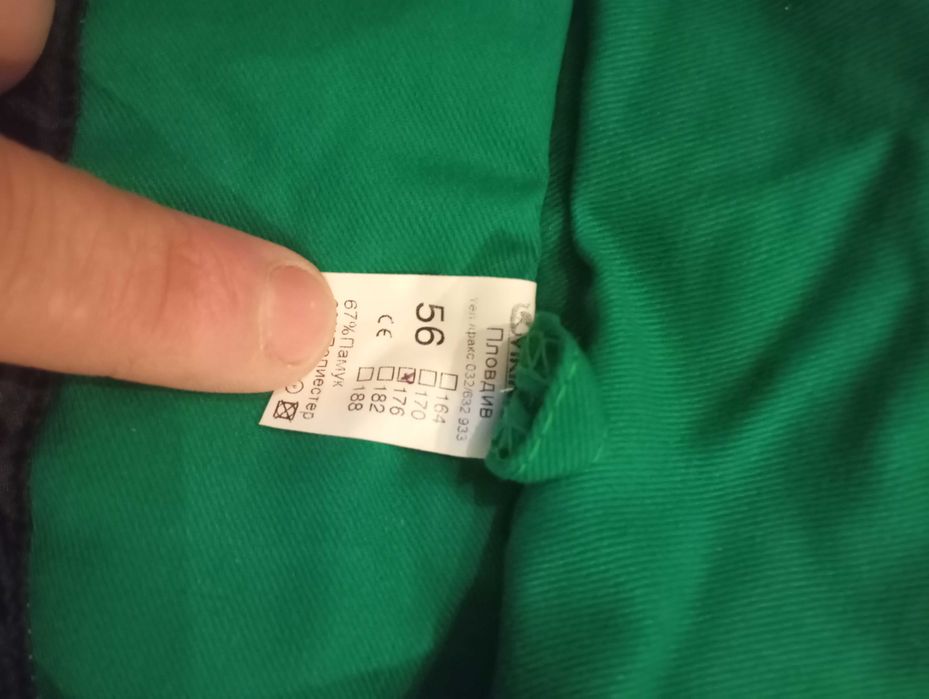 Пловдив
тел./факс 032/632 933
56
164
170
176
182
188
CE
67%Памук